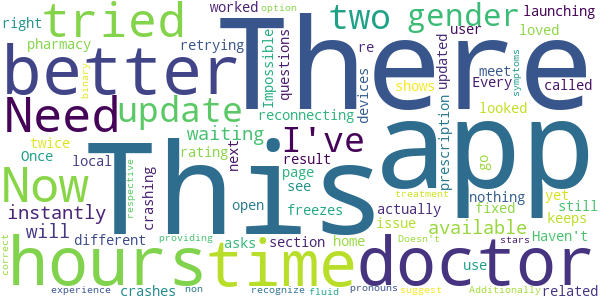 right
tried
worked
There
two
gender
launching
pharmacy
retrying
Impossible
questions
re
user
option
loved
better
binary
devices
meet
Every
called
symptoms
Need
update
reconnecting
shows
updated
looked
prescription
go
waiting
I've
available
twice
rating
next
result
nothing
yet
Now
Once
local
crashing
This
app
open
page
see
freezes
actually
fixed
still
instantly
respective
issue
keeps
Haven't
will
different
asks
section
home
use
treatment
Doesn't
stars
hours
time
doctor
correct
crashes
providing
related
experience
non
recognize
fluid
pronouns
suggest
Additionally